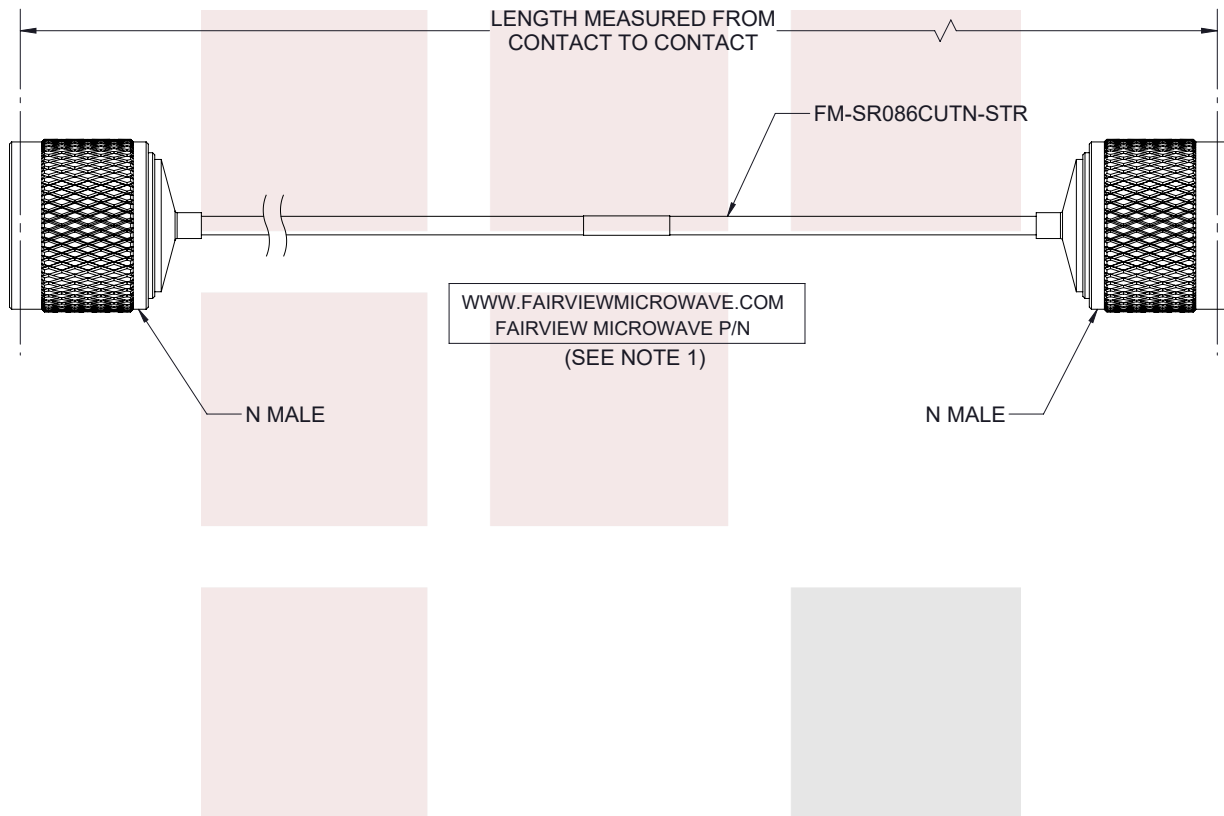 LENGTH MEASURED FROM
CONTACT TO CONTACT
FM-SR086CUTN-STR
WWW.FAIRVIEWMICROWAVE.COM
FAIRVIEW MICROWAVE P/N
(SEE NOTE 1)
N MALE
N MALE